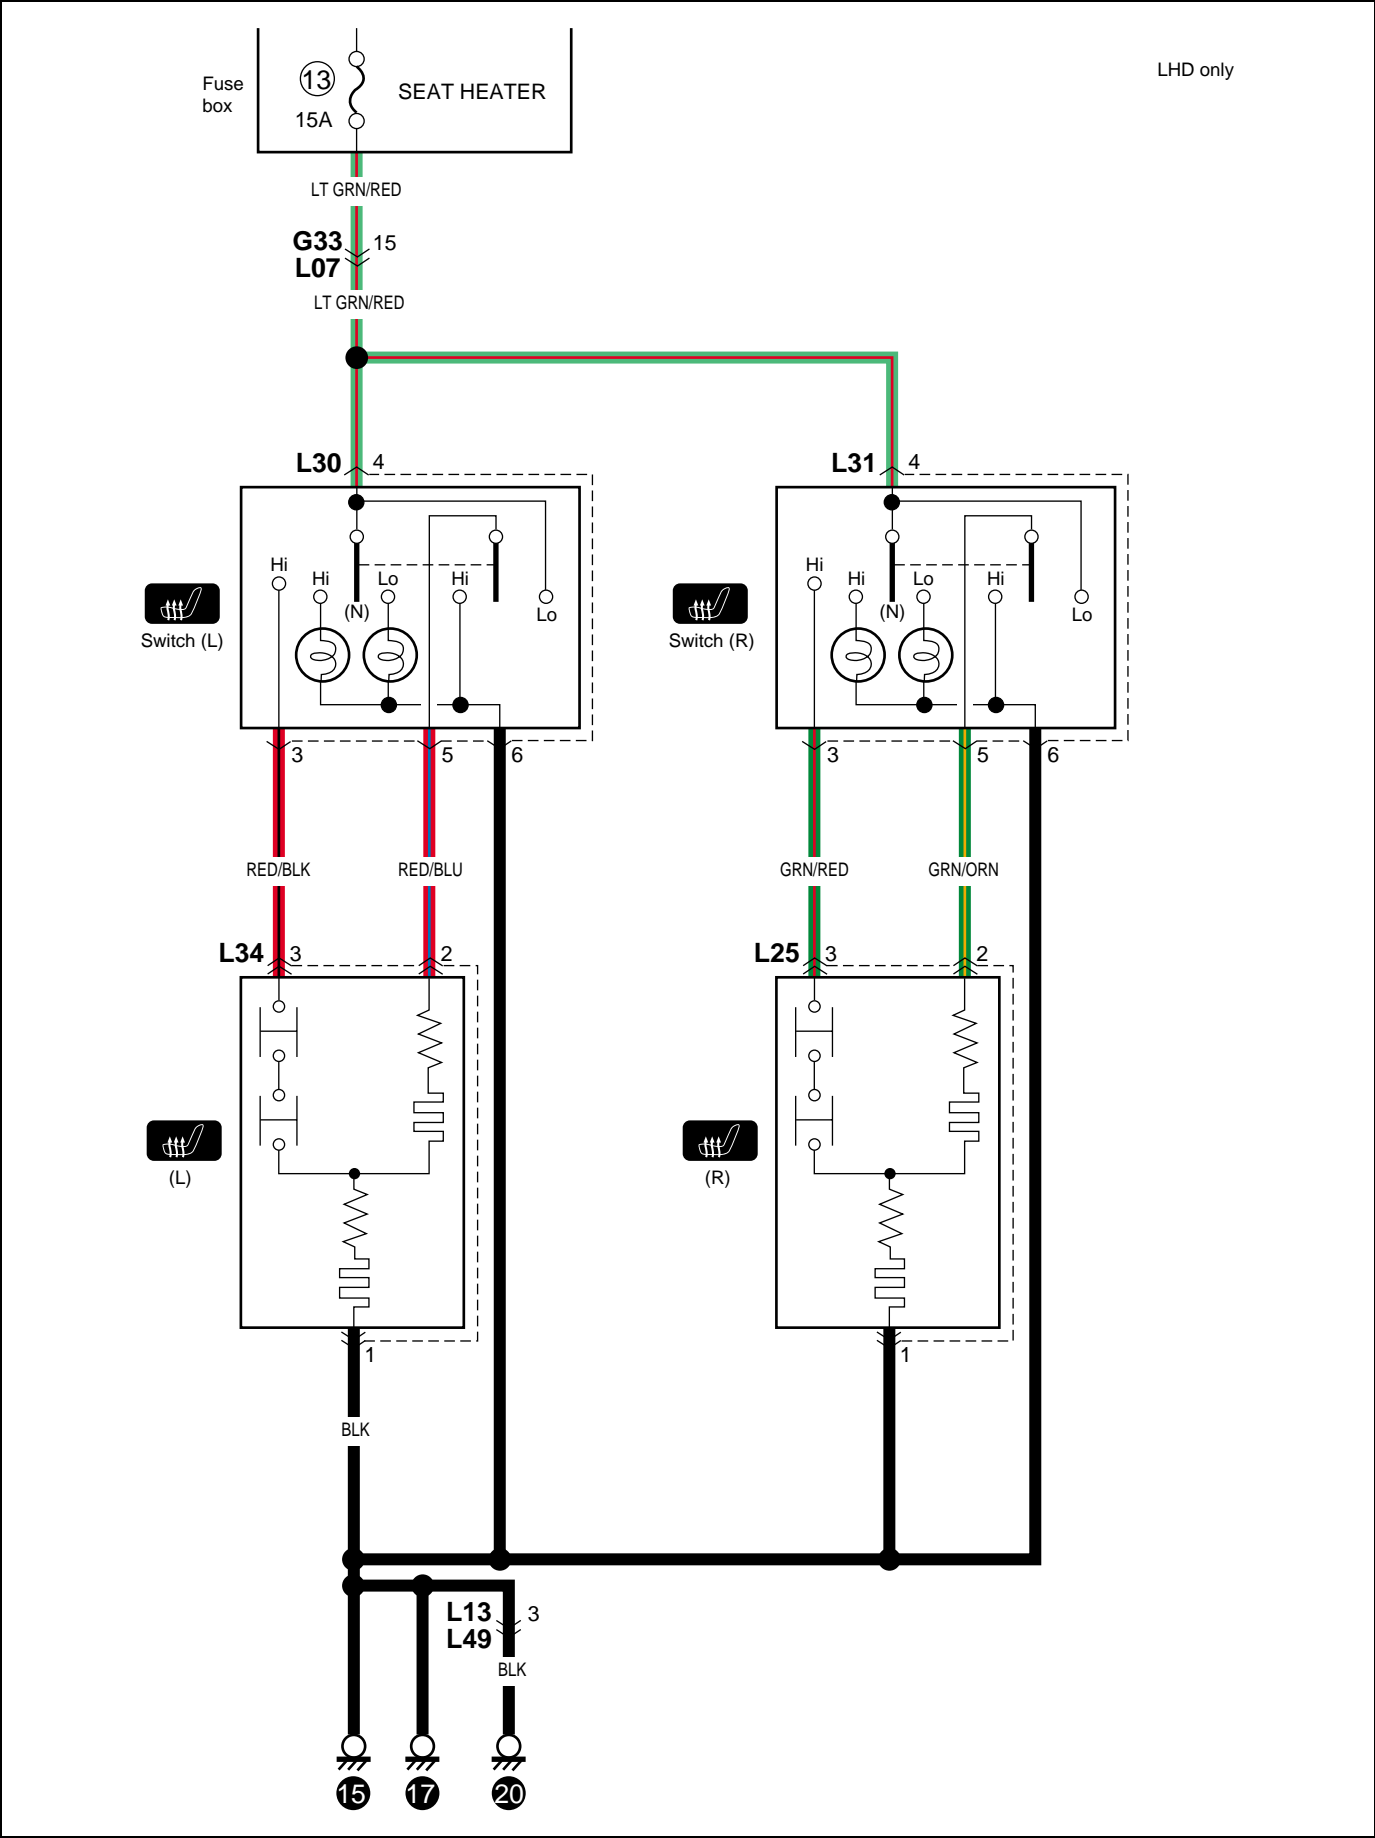 LHD only
Fuse
box
13
15A
SEAT HEATER
LT GRN/RED
G33
15
L07
LT GRN/RED
L30 4
L31 4
Hi Hi (N) Lo Hi Lo
Hi Hi (N) Lo Hi Lo
Switch (L)
Switch (R)
3 5 6
3 5 6
RED/BLK RED/BLU
GRN/RED GRN/ORN
L34 3 2
L25 3 2
(L)
(R)
1
1
BLK
L13
3
L49
BLK
15 17 20